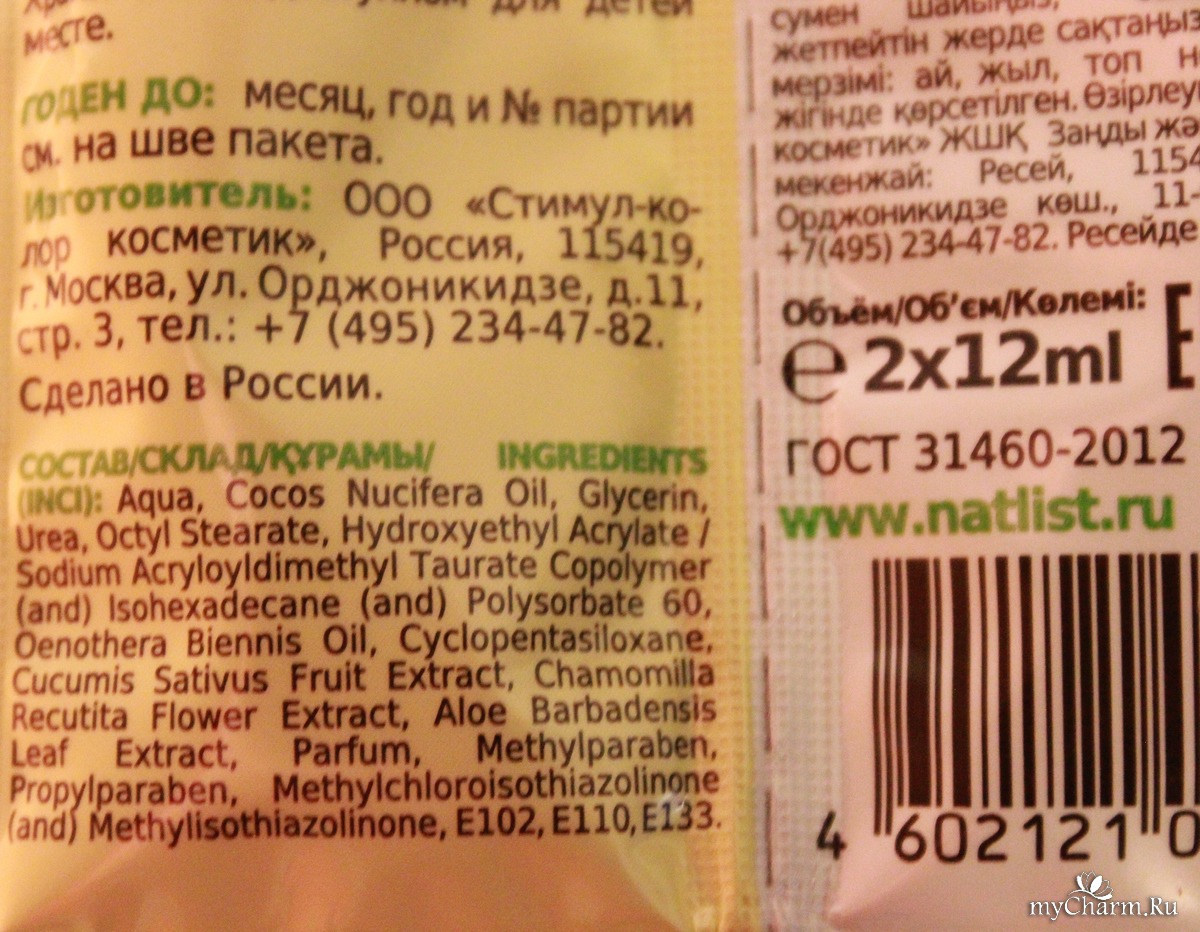 для детей
месте.
ГОДЕН ДО: месяц, год и № партии
см. на шве пакета.
Изготовитель: ООО «Стимул-ко-
лор косметик», Россия, 115419,
г. Москва, ул. Орджоникидзе, д.11,
стр. 3, тел.: +7 (495) 234-47-82.
Сделано в России.
СОСТАВ/СКЛАД/ҚҰРАМЫ/ INGREDIENTS
(INCI): Aqua, Cocos Nucifera Oil, Glycerin,
Urea, Octyl Stearate, Hydroxyethyl Acrylate /
Sodium Acryloyldimethyl Taurate Copolymer
(and) Isohexadecane (and) Polysorbate 60,
Oenothera Biennis Oil, Cyclopentasiloxane,
Cucumis Sativus Fruit Extract, Chamomilla
Recutita Flower Extract, Aloe Barbadensis
Leaf Extract, Parfum, Methylparaben,
Propylparaben, Methylchloroisothiazolinone
(and) Methylisothiazolinone, E102, E110, E133.
сумен шайыңыз,
жетпейтін жерде сақтаңыз
мерзімі: ай, жыл, топ
жігінде көрсетілген. Өзірлеу
косметик» ЖШҚ Заңды жә
мекенжай: Ресей, 1154
Орджоникидзе көш., 11-
+7(495) 234-47-82. Ресейде
Объём/Об’єм/Көлемі:
℮ 2x12ml
ГОСТ 31460-2012
www.natlist.ru
4 602121 0
myCharm.Ru